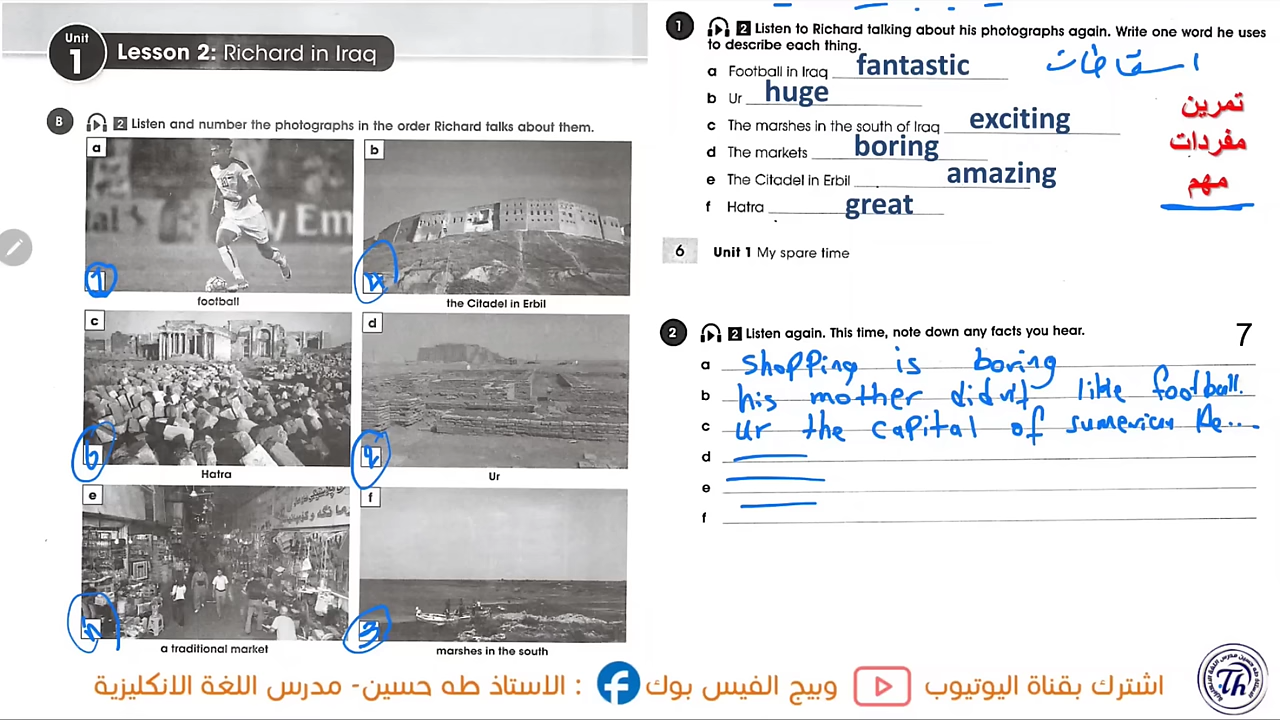 Unit
1
Lesson 2: Richard in Iraq
B 2 Listen and number the photographs in the order Richard talks about them.
a
b
1
football
the Citadel in Erbil
c
d
2
Hatra
Ur
e
f
3
a traditional market
marshes in the south
1 2 Listen to Richard talking about his photographs again. Write one word he uses
to describe each thing.
a Football in Iraq fantastic
b Ur huge
c The marshes in the south of Iraq exciting
d The markets boring
e The Citadel in Erbil amazing
f Hatra great
تمرين
مفردات
مهم
6 Unit 1 My spare time
2 2 Listen again. This time, note down any facts you hear. 7
a shopping is boring
b his mother didn't like football.
c Ur the capital of
d
e
f
اشترك بقناة اليوتيوب وبيج الفيس بوك : الاستاذ طه حسين- مدرس اللغة الانكليزية
Th